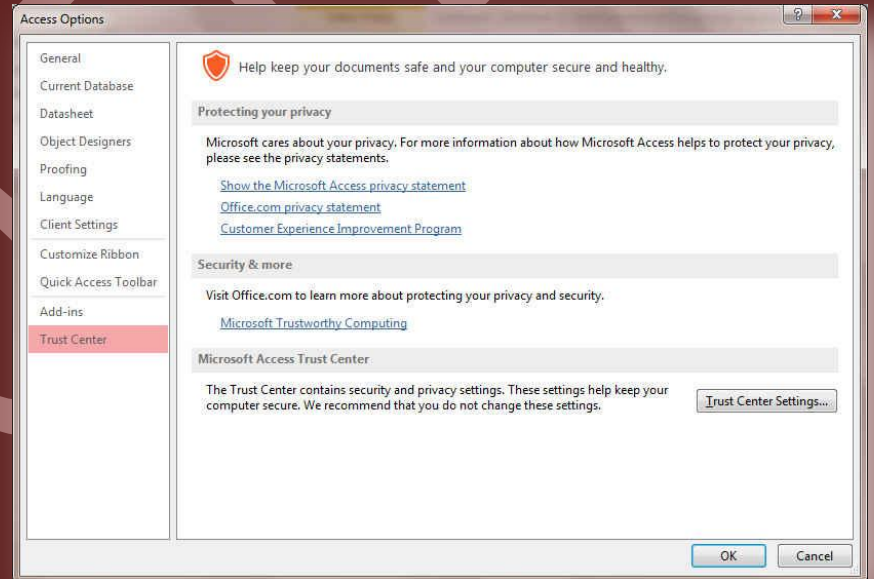 Access Options
General
Current Database
Datasheet
Object Designers
Proofing
Language
Client Settings
Customize Ribbon
Quick Access Toolbar
Add-ins
Trust Center
Help keep your documents safe and your computer secure and healthy.
Protecting your privacy
Microsoft cares about your privacy. For more information about how Microsoft Access helps to protect your privacy,
please see the privacy statements.
Show the Microsoft Access privacy statement
Office.com privacy statement
Customer Experience Improvement Program
Security & more
Visit Office.com to learn more about protecting your privacy and security.
Microsoft Trustworthy Computing
Microsoft Access Trust Center
The Trust Center contains security and privacy settings. These settings help keep your
computer secure. We recommend that you do not change these settings.
Trust Center Settings...
OK
Cancel